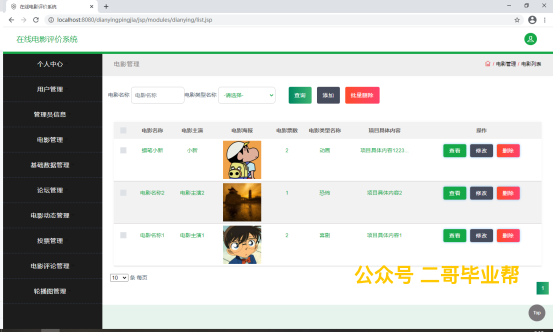 在线电影评价系统
localhost:8080/dianyingpingjia/jsp/modules/dianying/list.jsp
在线电影评价系统
个人中心
用户管理
管理员信息
电影管理
基础数据管理
论坛管理
电影动态管理
投票管理
电影评论管理
轮播图管理
电影管理
/ 电影管理 / 电影列表
电影名称 电影名称 电影类型名称 -请选择- 查询 添加 批量删除
电影名称 电影主演 电影海报 电影票数 电影类型名称 项目具体内容 操作
蜡笔小新 小新 2 动画 项目具体内容1223 查看 修改 删除
电影名称2 电影主演2 1 恐怖 项目具体内容2 查看 修改 删除
电影名称1 电影主演1 2 喜剧 项目具体内容1 查看 修改 删除
10 条 每页
公众号 二哥毕业帮
1
Top